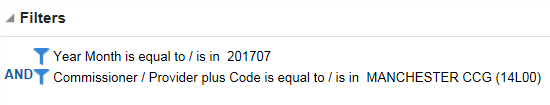 Filters
Year Month is equal to / is in 201707
AND Commissioner / Provider plus Code is equal to / is in MANCHESTER CCG (14L00)